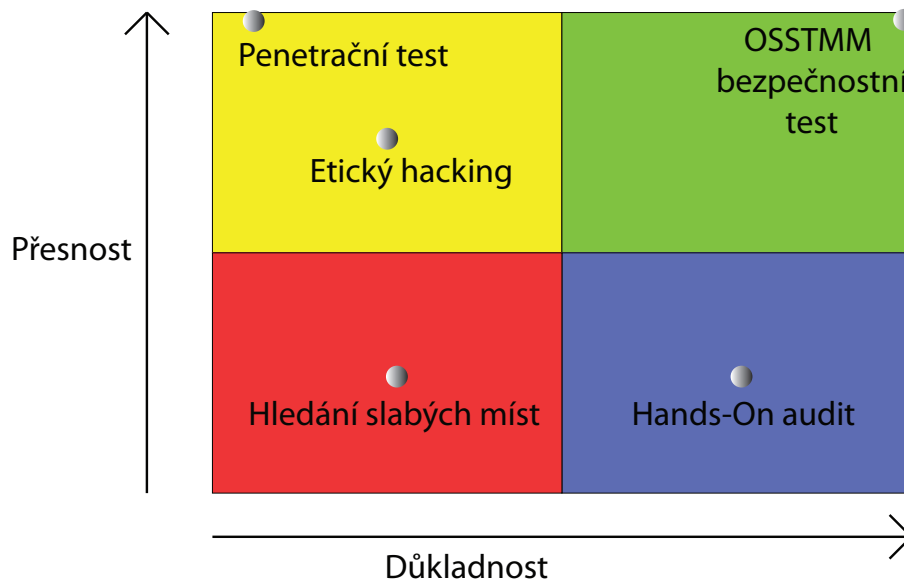 Penetrační test
OSSTMM
bezpečnostní
test
Etický hacking
Přesnost
Hledání slabých míst
Hands-On audit
Důkladnost